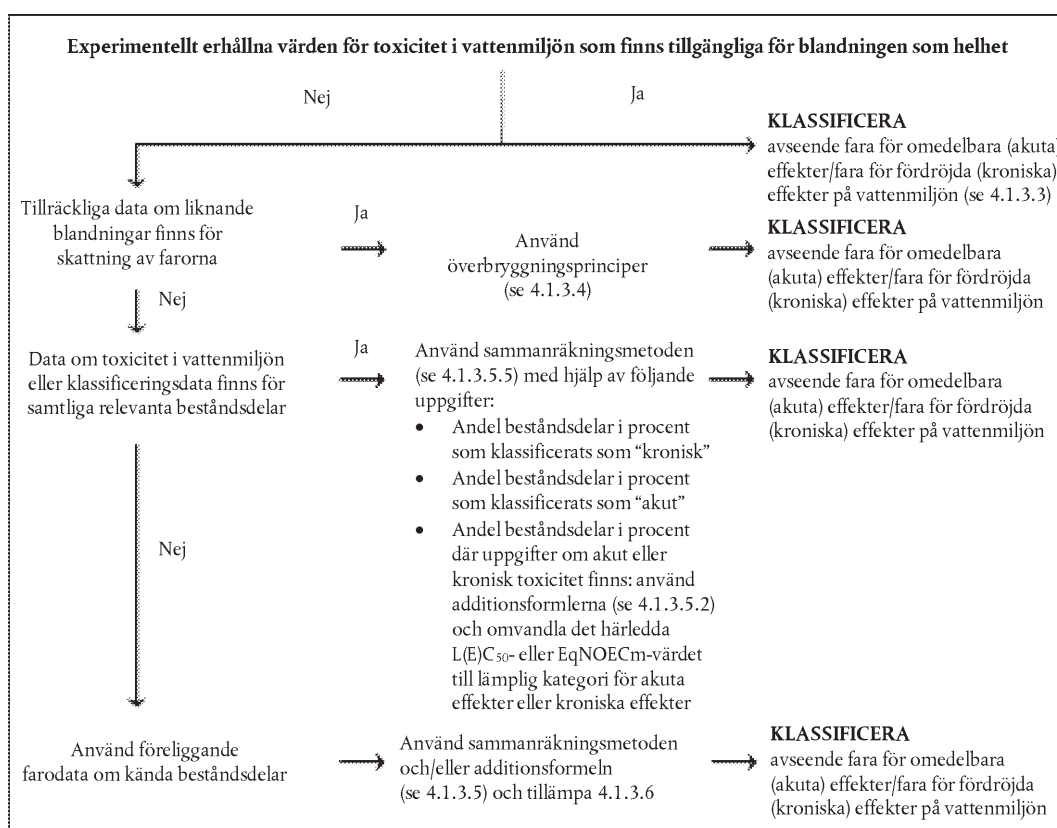 Experimentellt erhållna värden för toxicitet i vattenmiljön som finns tillgängliga för blandningen som helhet
Nej
Ja
KLASSIFICERA
avseende fara för omedelbara (akuta)
effekter/fara för fördröjda (kroniska)
effekter på vattenmiljön (se 4.1.3.3)
Tillräckliga data om liknande
blandningar finns för
skattning av farorna
Ja
Använd
överbryggningsprinciper
(se 4.1.3.4)
KLASSIFICERA
avseende fara för omedelbara
(akuta) effekter/fara för fördröjda
(kroniska) effekter på vattenmiljön
Nej
Data om toxicitet i vattenmiljön
eller klassificeringsdata finns för
samtliga relevanta beståndsdelar
Ja
Använd sammanräkningsmetoden
(se 4.1.3.5.5) med hjälp av följande
uppgifter:
• Andel beståndsdelar i procent
som klassificerats som “kronisk”
• Andel beståndsdelar i procent
som klassificerats som “akut”
• Andel beståndsdelar i procent
där uppgifter om akut eller
kronisk toxicitet finns: använd
additionsformlerna (se 4.1.3.5.2)
och omvandla det härledda
L(E)C₅₀- eller EqNOECm-värdet
till lämplig kategori för akuta
effekter eller kroniska effekter
KLASSIFICERA
avseende fara för omedelbara
(akuta) effekter/fara för fördröjda
(kroniska) effekter på vattenmiljön
Nej
Använd föreliggande
farodata om kända beståndsdelar
Använd sammanräkningsmetoden
och/eller additionsformeln
(se 4.1.3.5) och tillämpa 4.1.3.6
KLASSIFICERA
avseende fara för omedelbara
(akuta) effekter/fara för fördröjda
(kroniska) effekter på vattenmiljön